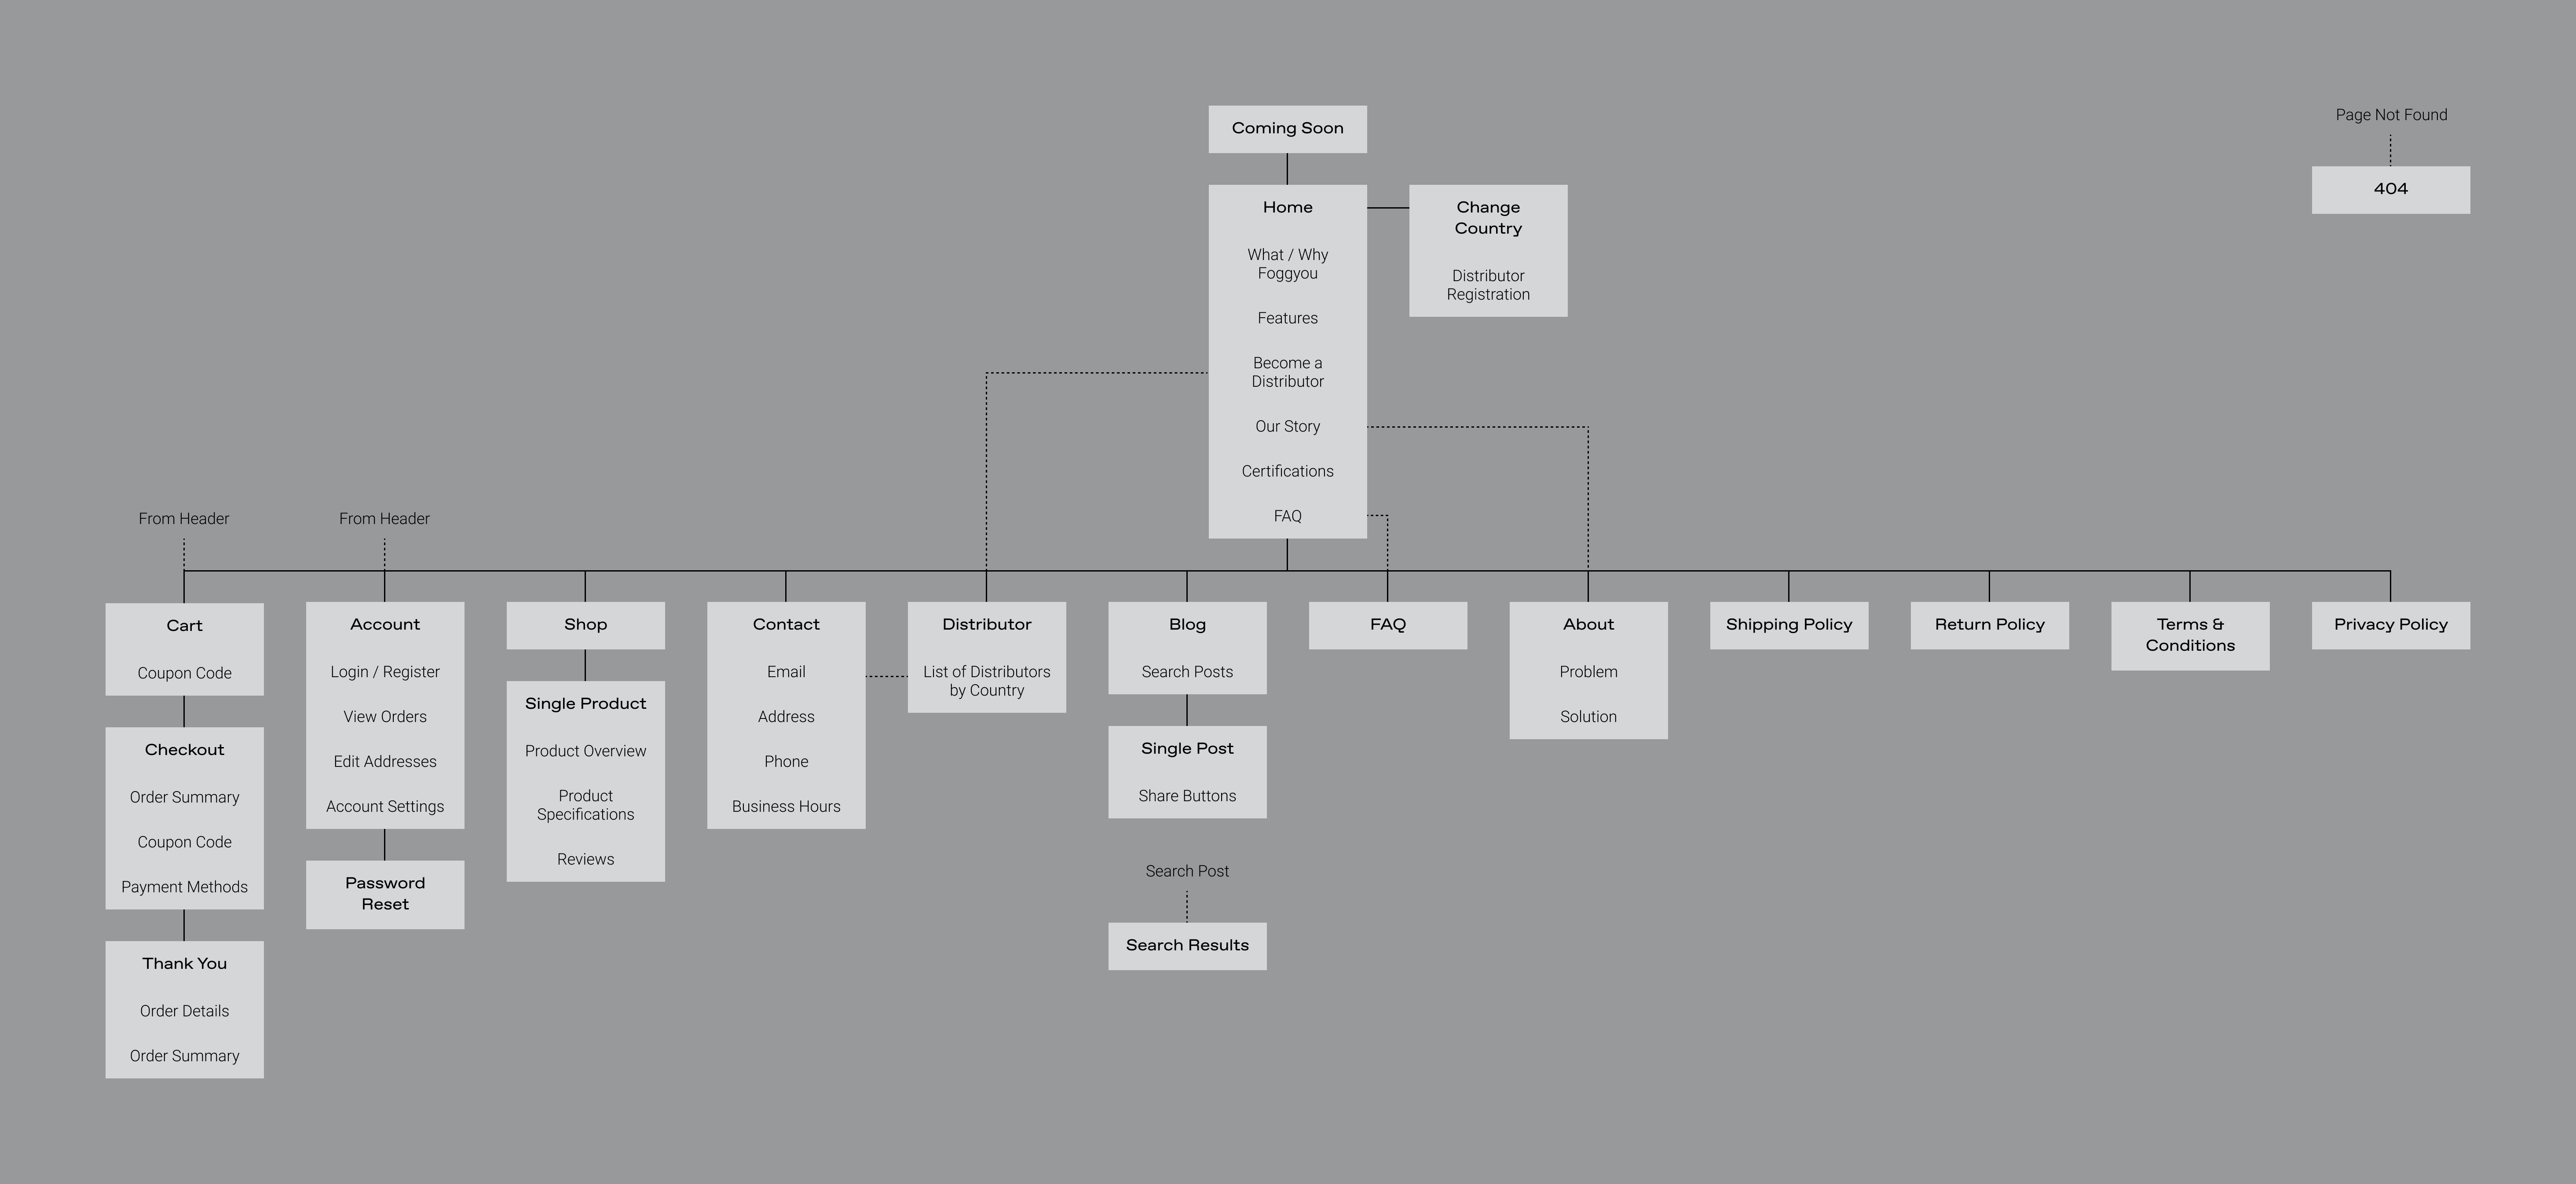 Coming Soon
Page Not Found
404
Home
What / Why
Foggyou
Features
Become a
Distributor
Our Story
Certifications
FAQ
Change
Country
Distributor
Registration
From Header
Cart
Coupon Code
Checkout
Order Summary
Coupon Code
Payment Methods
Thank You
Order Details
Order Summary
From Header
Account
Login / Register
View Orders
Edit Addresses
Account Settings
Password
Reset
Shop
Single Product
Product Overview
Product
Specifications
Reviews
Contact
Email
Address
Phone
Business Hours
Distributor
List of Distributors
by Country
Blog
Search Posts
Single Post
Share Buttons
Search Post
Search Results
FAQ
About
Problem
Solution
Shipping Policy
Return Policy
Terms &
Conditions
Privacy Policy